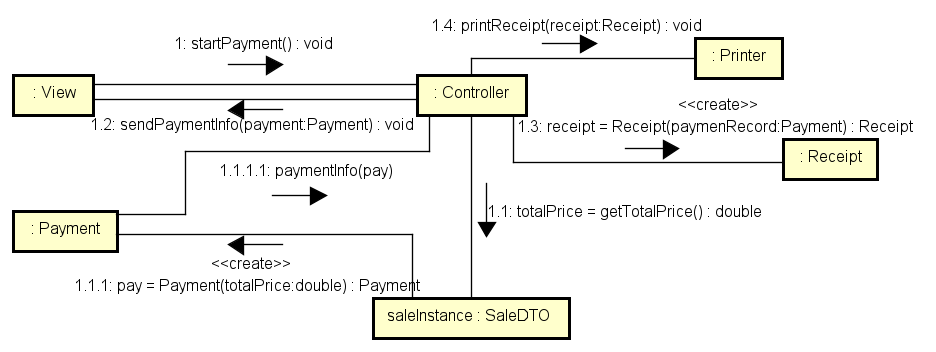 1.4: printReceipt(receipt:Receipt) : void
1: startPayment() : void
: Printer
: View
: Controller
<<create>>
1.2: sendPaymentInfo(payment:Payment) : void
1.3: receipt = Receipt(paymenRecord:Payment) : Receipt
: Receipt
1.1.1.1: paymentInfo(pay)
1.1: totalPrice = getTotalPrice() : double
: Payment
<<create>>
1.1.1: pay = Payment(totalPrice:double) : Payment
saleInstance : SaleDTO